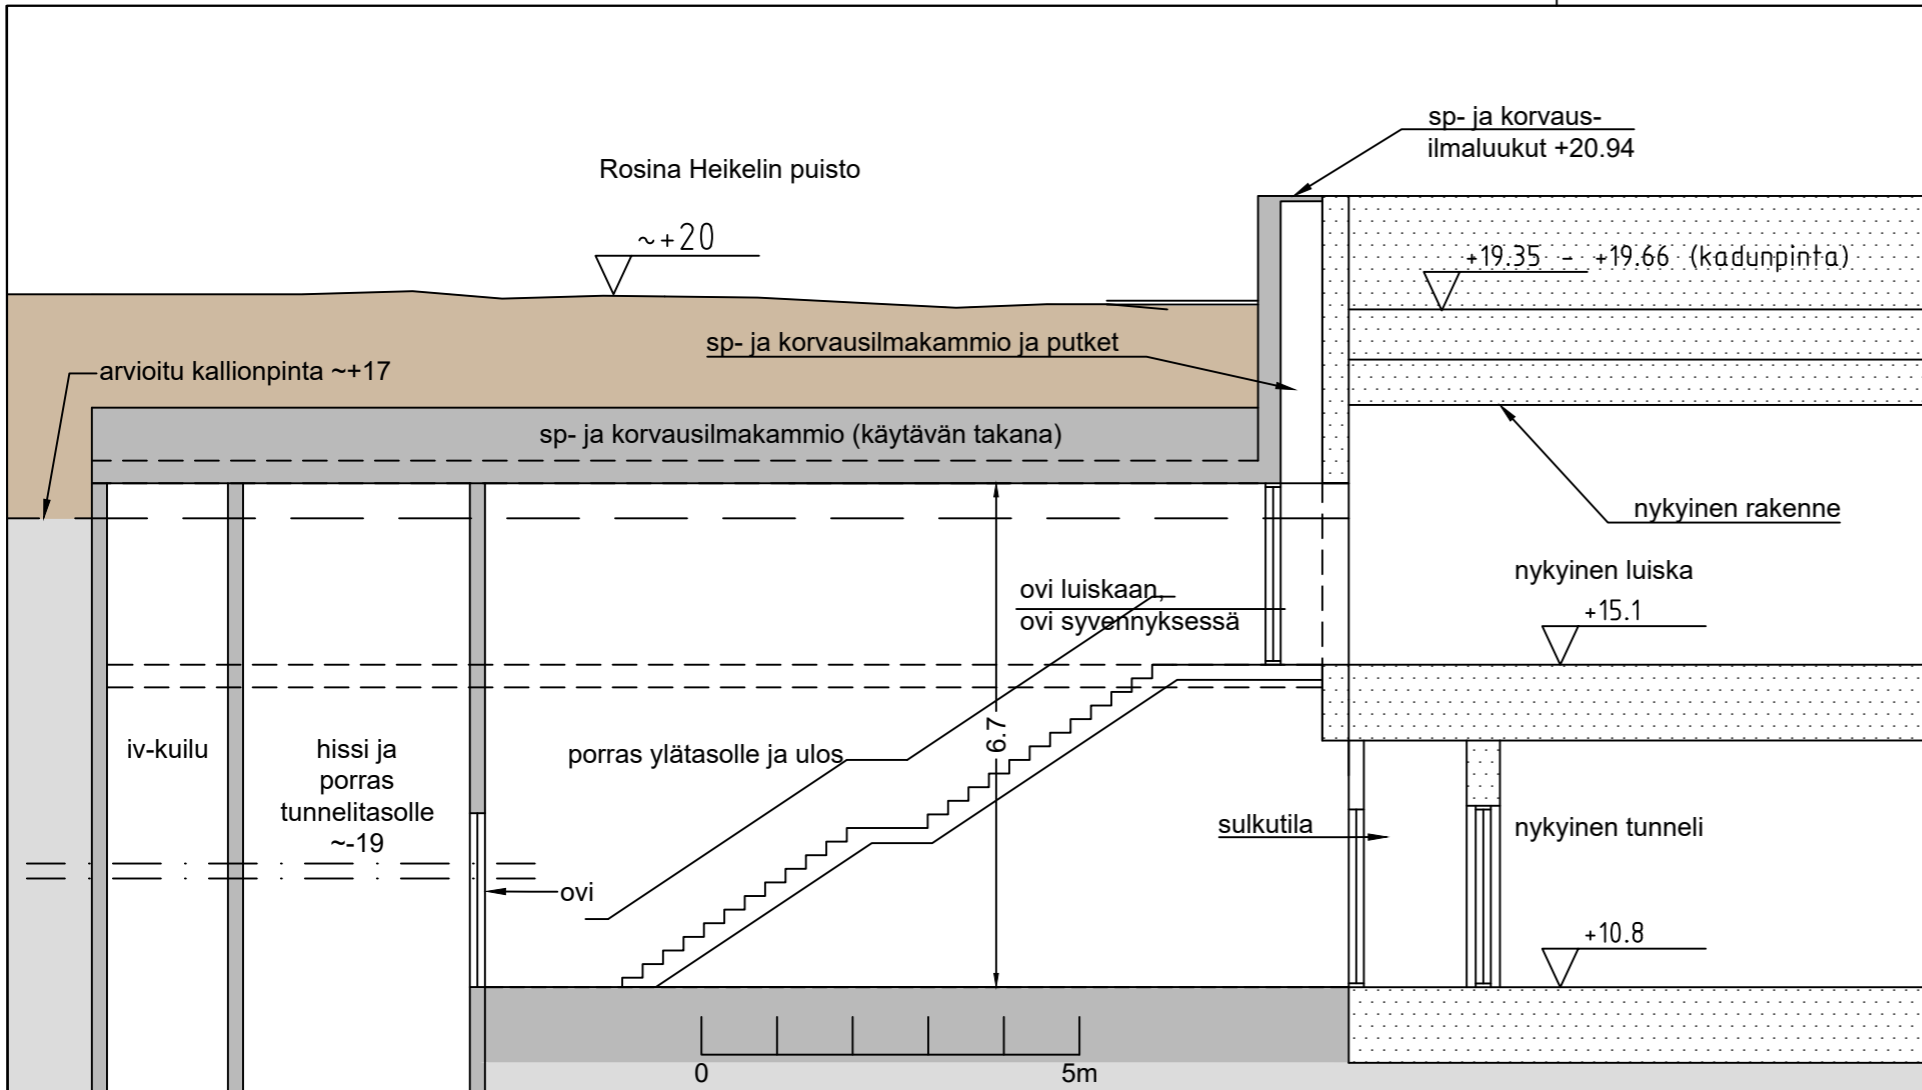 sp- ja korvaus-
ilmaluukut +20.94
Rosina Heikelin puisto
~+20
+19.35 - +19.66 (kadunpinta)
sp- ja korvausilmakammio ja putket
arvioitu kallionpinta ~+17
sp- ja korvausilmakammio (käytävän takana)
nykyinen rakenne
nykyinen luiska
+15.1
ovi luiskaan,
ovi syvennyksessä
6.7
iv-kuilu
hissi ja
porras
tunnelitasolle
~-19
porras ylätasolle ja ulos
sulkutila
nykyinen tunneli
ovi
+10.8
0
5m